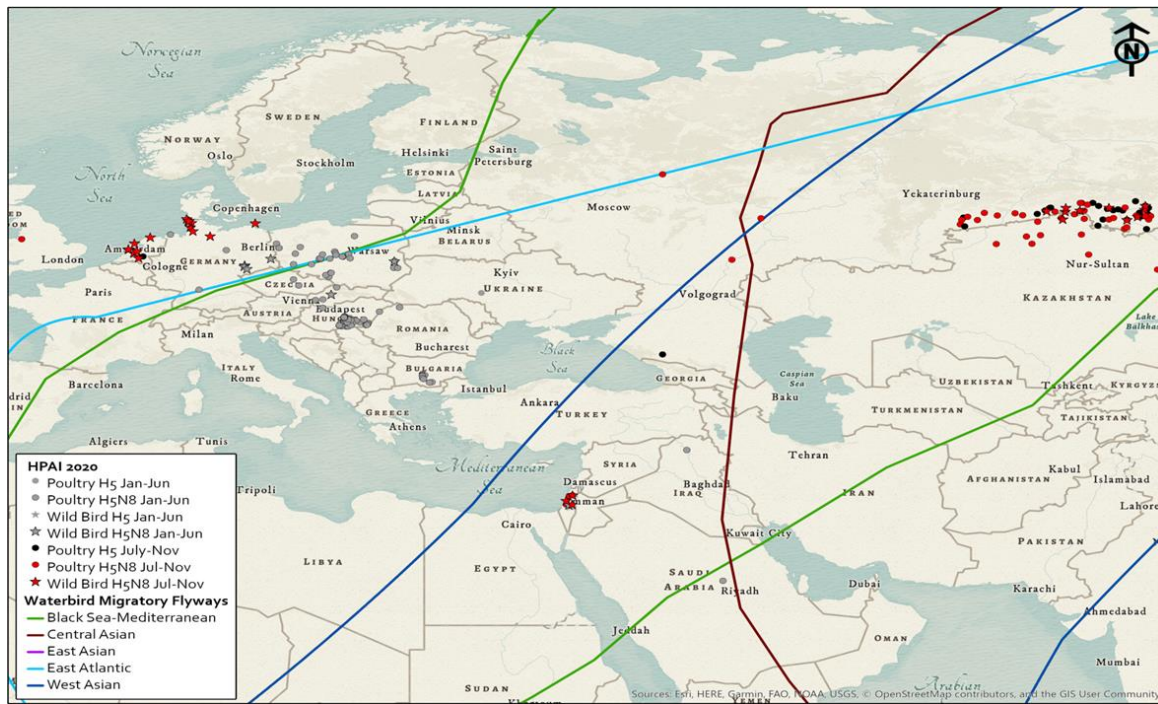 Norwegian
Sea
N
SWEDEN
FINLAND
NORWAY
Oslo
Helsinki
Saint
Petersburg
Stockholm
ESTONIA
North
Sea
LATVIA
Yekaterinburg
Copenhagen
Moscow
Vilnius
Minsk
BELARUS
Berlin
Warsaw
London
Cologne
GERMANY
Nur-Sultan
Paris
CZECHIA
Kyiv
UKRAINE
Vienna
Volgograd
KAZAKHSTAN
FRANCE
AUSTRIA
Budapest
HUNG
Milan
ROMANIA
Lake
Balkhash
Bucharest
ITALY
Rome
BULGARIA
Black
Sea
Caspian
Sea
Barcelona
Istanbul
GEORGIA
UZBEKISTAN
Tashkent
KYRGYS
Baku
Ankara
TURKEY
TURKMENISTAN
TAJIKISTAN
GREECE
Athens
Algiers
Tunis
Tehran
Kabul
Islamabad
Mediterranean
Sea
SYRIA
Damascus
Baghdad
IRAQ
IRAN
AFGHANISTAN
Lahore
Tripoli
Amman
Cairo
Kuwait City
PAKISTAN
LIBYA
EGYPT
SAUDI
ARABIA
Riyadh
Dubai
Karachi
Ahmedabad
Jeddah
OMAN
Mumbai
SUDAN
Arabian
YEMEN
HPAI 2020
Poultry H5 Jan-Jun
Poultry H5N8 Jan-Jun
Wild Bird H5 Jan-Jun
Wild Bird H5N8 Jan-Jun
Poultry H5 July-Nov
Poultry H5N8 Jul-Nov
Wild Bird H5N8 Jul-Nov
Waterbird Migratory Flyways
Black Sea-Mediterranean
Central Asian
East Asian
East Atlantic
West Asian
Sources: Esri, HERE, Garmin, FAO, NOAA, USGS, © OpenStreetMap contributors, and the GIS User Community